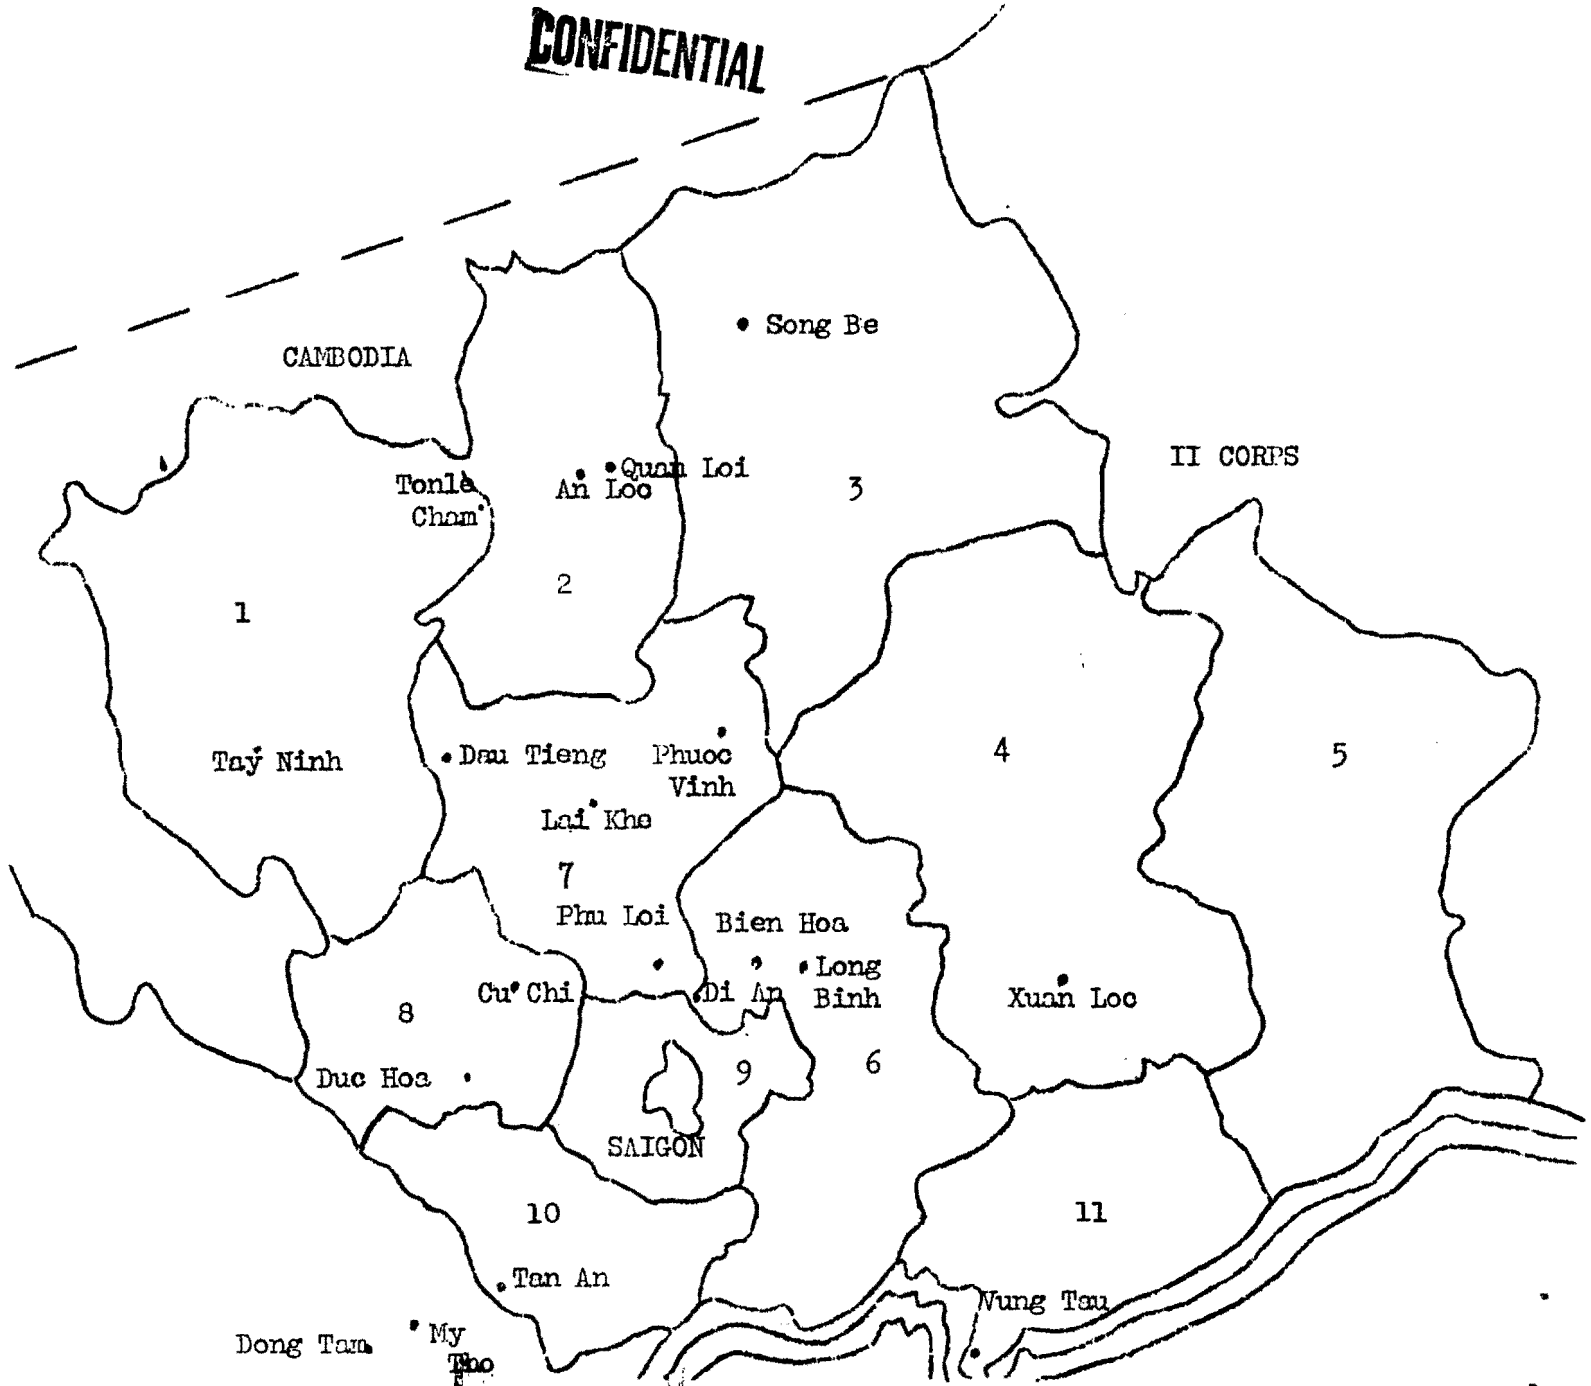 CONFIDENTIAL
Song Be
CAMBODIA
II CORPS
Quan Loi
Tonle
Cham
An Loc
3
2
1
4
5
Tay Ninh
Dau Tieng
Phuoc
Vinh
Lai Khe
7
Phu Loi
Bien Hoa
Long
Binh
Di An
Cu Chi
Xuan Loc
8
9
6
Duc Hoa
SAIGON
10
11
Tan An
Vung Tau
Dong Tam
My
Tho